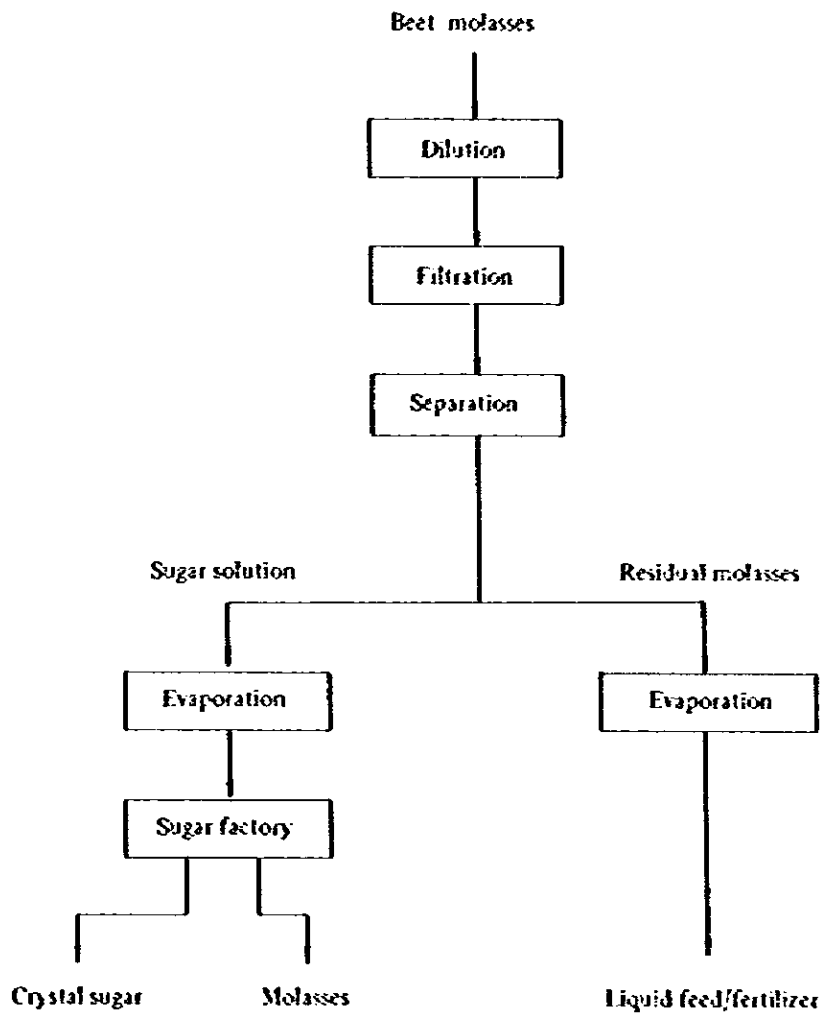 Beet molasses
Dilution
Filtration
Separation
Sugar solution
Residual molasses
Evaporation
Evaporation
Sugar factory
Crystal sugar
Molasses
Liquid feed/fertilizer